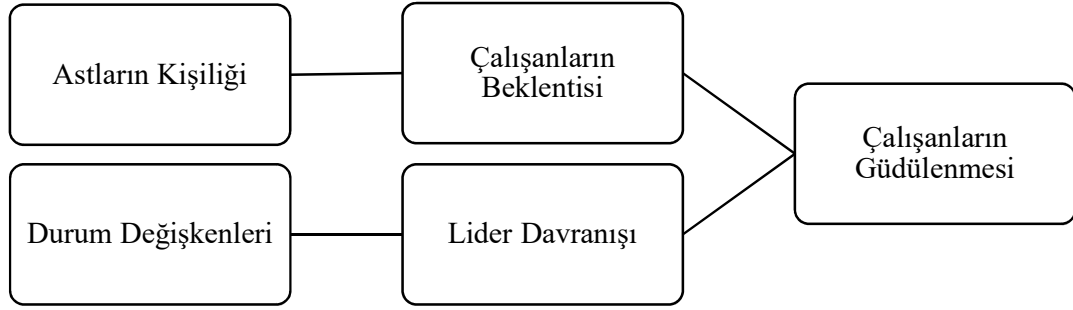 Astların Kişiliği
Çalışanların
Beklentisi
Durum Değişkenleri
Lider Davranışı
Çalışanların
Güdülenmesi